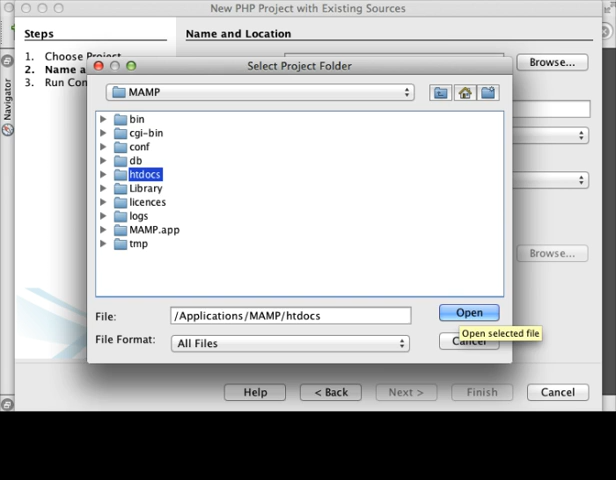 New PHP Project with Existing Sources
Steps
Name and Location
1. Choose Project
2. Name a
3. Run Con
Browse...
Navigator
Select Project Folder
MAMP
bin
cgi-bin
conf
db
htdocs
Library
licences
logs
MAMP.app
tmp
Browse...
File: /Applications/MAMP/htdocs
Open
Open selected file
File Format: All Files
Cancel
Help
< Back
Next >
Finish
Cancel